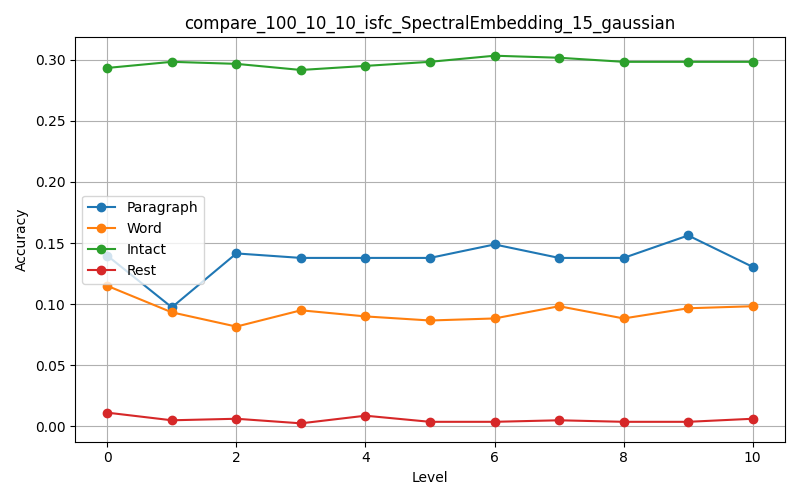 compare_100_10_10_isfc_SpectralEmbedding_15_gaussian
0.30
0.25
0.20
0.15
0.10
0.05
0.00
Accuracy
Paragraph
Word
Intact
Rest
0 2 4 6 8 10
Level